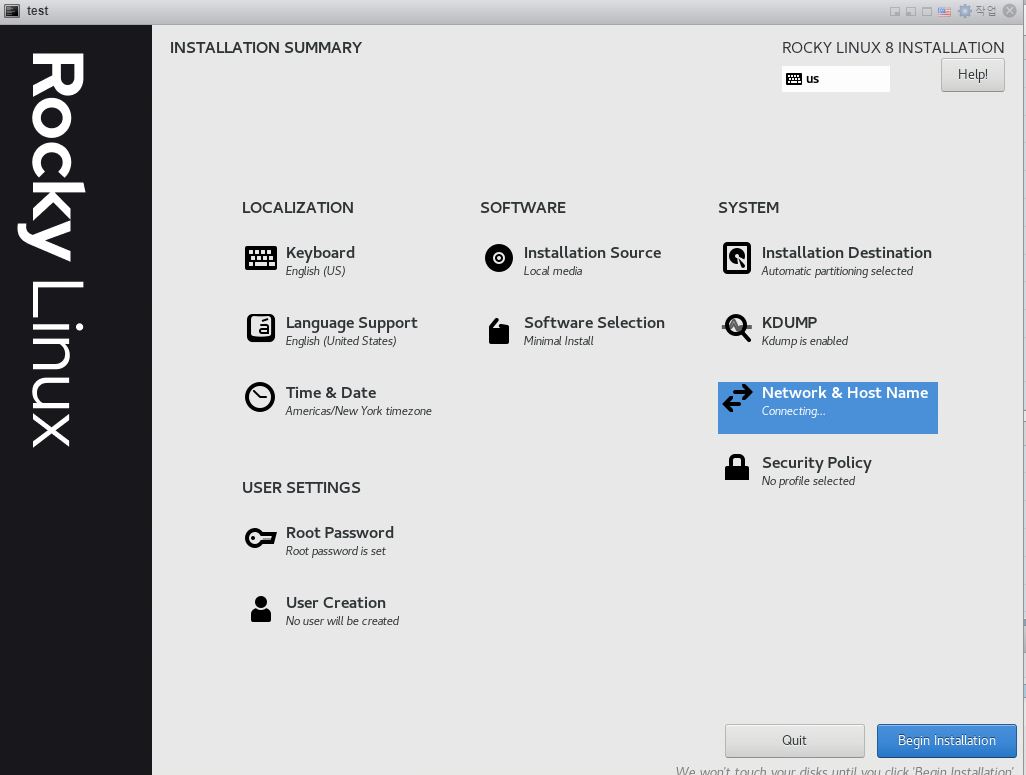 test
작업
Rocky Linux
INSTALLATION SUMMARY
ROCKY LINUX 8 INSTALLATION
us
Help!
LOCALIZATION
Keyboard
English (US)
Language Support
English (United States)
Time & Date
Americas/New York timezone
SOFTWARE
Installation Source
Local media
Software Selection
Minimal Install
SYSTEM
Installation Destination
Automatic partitioning selected
KDUMP
Kdump is enabled
Network & Host Name
Connecting...
Security Policy
No profile selected
USER SETTINGS
Root Password
Root password is set
User Creation
No user will be created
Quit
Begin Installation
We won't touch your disks until you click 'Begin Installation'.